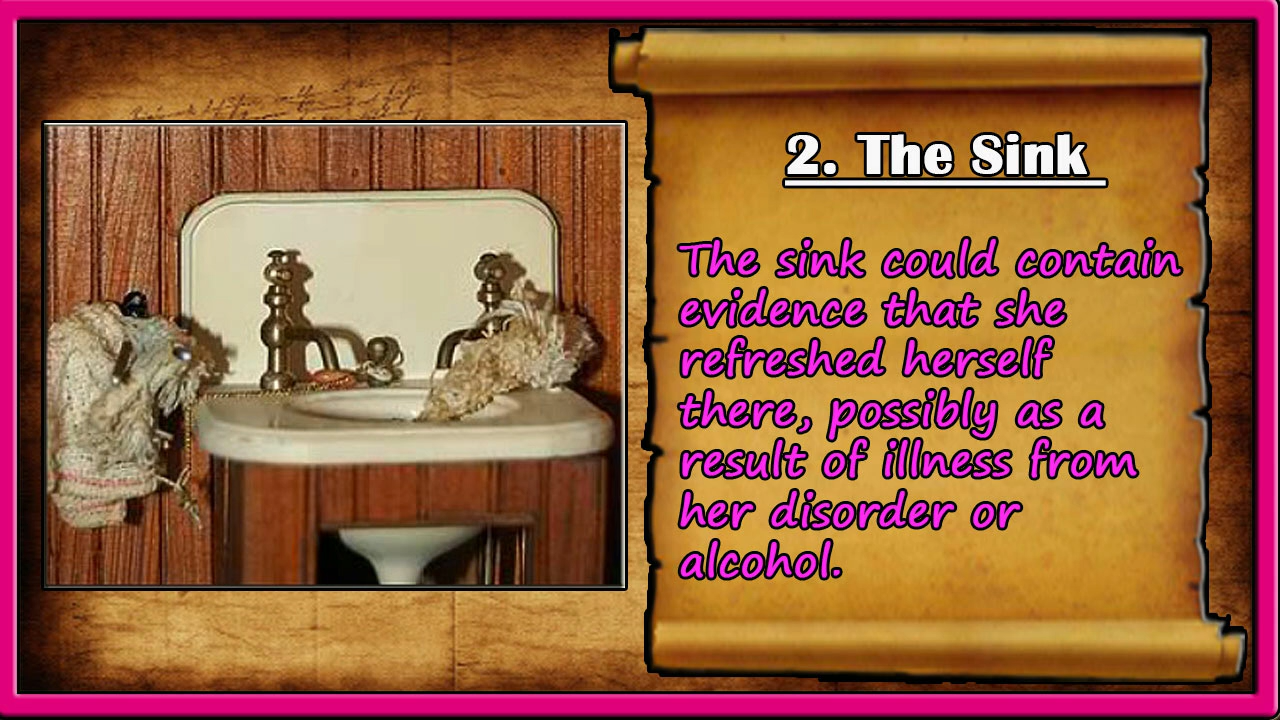 2. The Sink
The sink could contain
evidence that she
refreshed herself
there, possibly as a
result of illness from
her disorder or
alcohol.